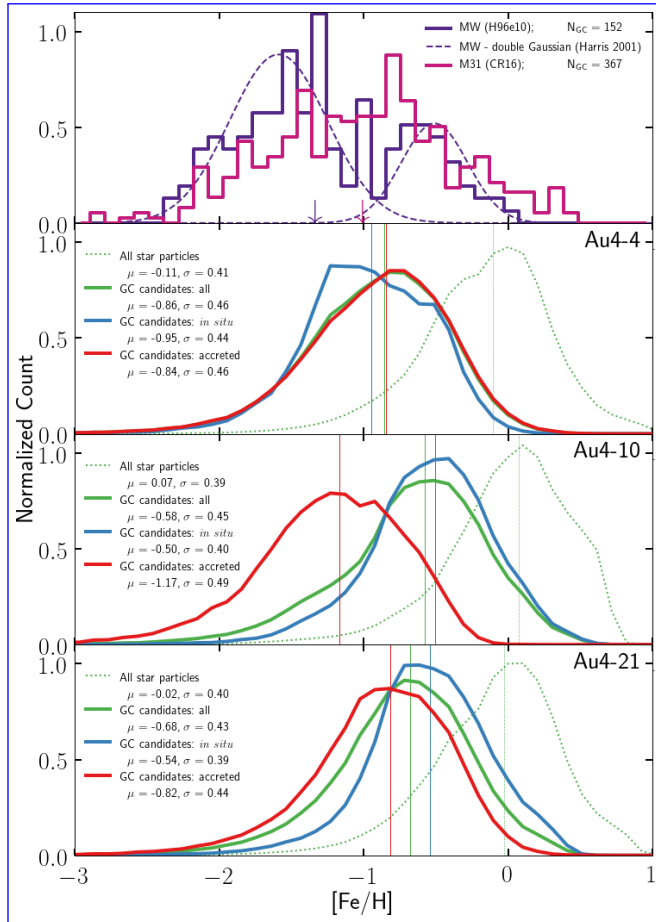 MW (H96e10); N_GC = 152
MW - double Gaussian (Harris 2001)
M31 (CR16); N_GC = 367
1.0
0.5
0.0
Au4-4
All star particles
μ = -0.11, σ = 0.41
GC candidates: all
μ = -0.86, σ = 0.46
GC candidates: in situ
μ = -0.95, σ = 0.44
GC candidates: accreted
μ = -0.84, σ = 0.46
1.0
0.5
0.0
Au4-10
All star particles
μ = 0.07, σ = 0.39
GC candidates: all
μ = -0.58, σ = 0.45
GC candidates: in situ
μ = -0.50, σ = 0.40
GC candidates: accreted
μ = -1.17, σ = 0.49
1.0
0.5
0.0
Au4-21
All star particles
μ = -0.02, σ = 0.40
GC candidates: all
μ = -0.68, σ = 0.43
GC candidates: in situ
μ = -0.54, σ = 0.39
GC candidates: accreted
μ = -0.82, σ = 0.44
1.0
0.5
0.0
Normalized Count
−3 −2 −1 0 1
[Fe/H]